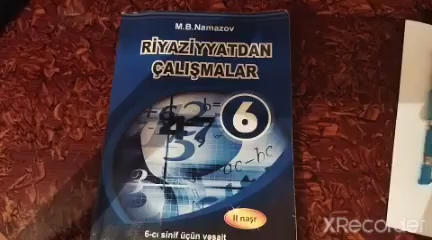 M.B.Namazov
RİYAZİYYATDAN
ÇALIŞMALAR
6
II nəşr
6-cı sinif üçün vəsait
XRecorder